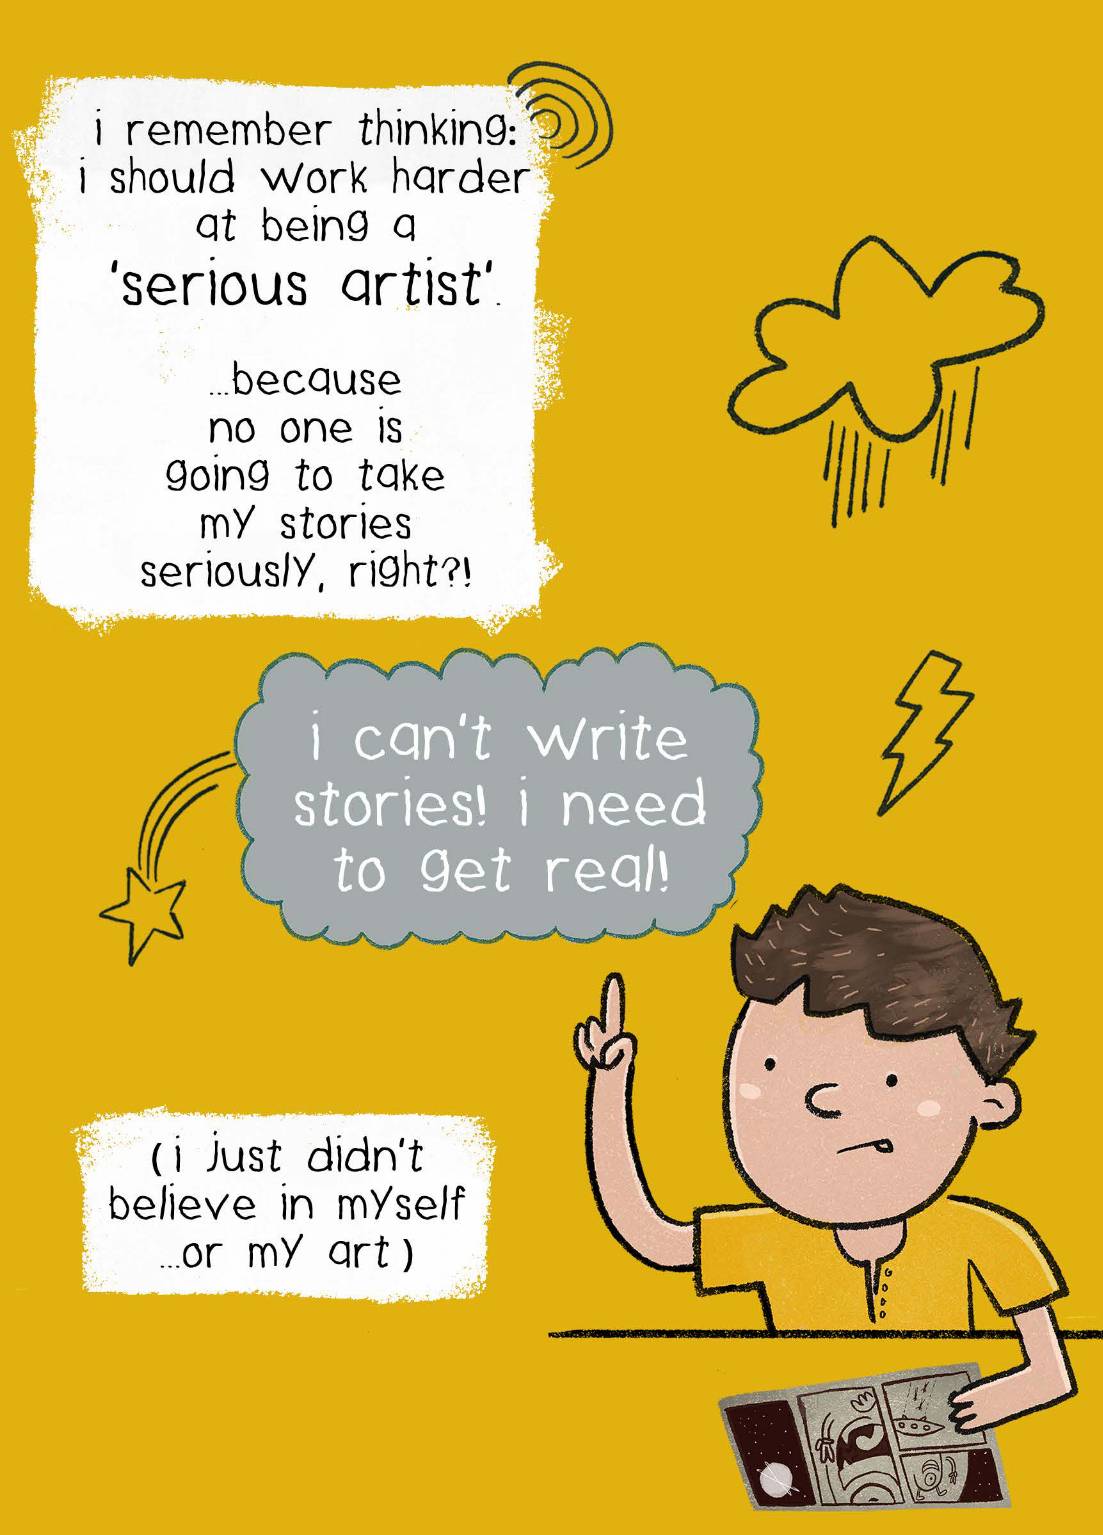 i remember thinking:
i should work harder
at being a
'serious artist'.
...because
no one is
going to take
my stories
seriously, right?!
i can't write
stories! i need
to get real!
(i just didn't
believe in myself
...or my art)